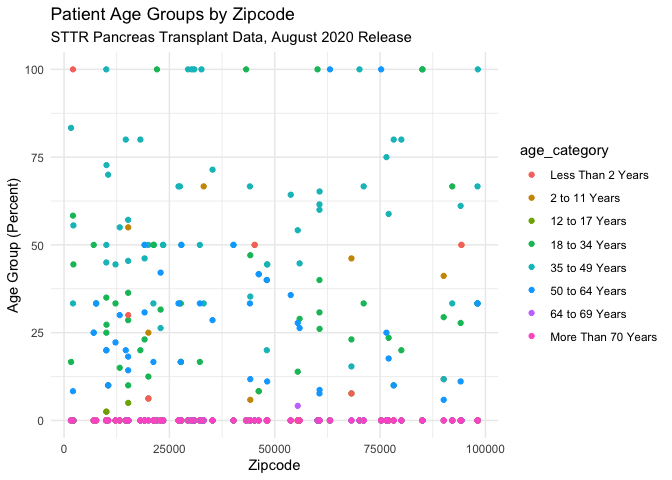 Patient Age Groups by Zipcode
STTR Pancreas Transplant Data, August 2020 Release
100
75
50
25
0
Age Group (Percent)
0
25000
50000
75000
100000
Zipcode
age_category
Less Than 2 Years
2 to 11 Years
12 to 17 Years
18 to 34 Years
35 to 49 Years
50 to 64 Years
64 to 69 Years
More Than 70 Years